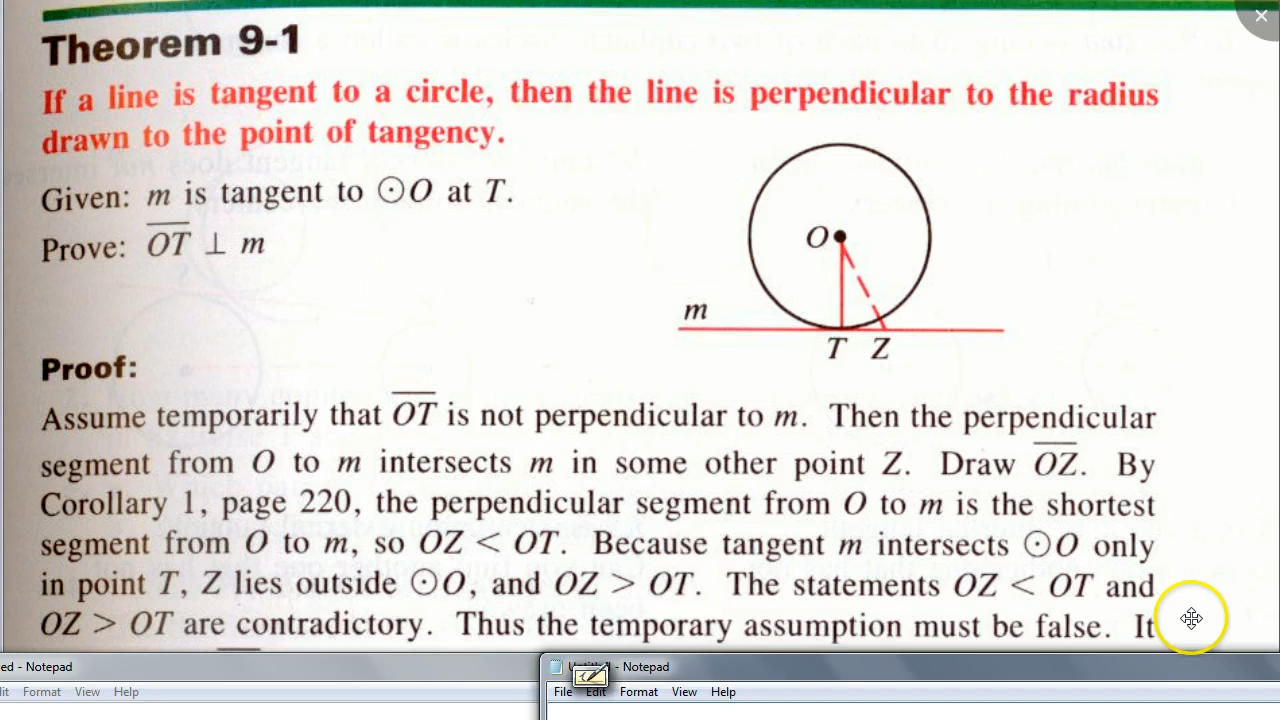 Theorem 9-1
If a line is tangent to a circle, then the line is perpendicular to the radius
drawn to the point of tangency.
Given: m is tangent to ⊙O at T.
Prove: O̅T̅ ⊥ m
O
m
T Z
Proof:
Assume temporarily that O̅T̅ is not perpendicular to m. Then the perpendicular
segment from O to m intersects m in some other point Z. Draw O̅Z̅. By
Corollary 1, page 220, the perpendicular segment from O to m is the shortest
segment from O to m, so OZ < OT. Because tangent m intersects ⊙O only
in point T, Z lies outside ⊙O, and OZ > OT. The statements OZ < OT and
OZ > OT are contradictory. Thus the temporary assumption must be false. It
ed - Notepad
- Notepad
Format View Help
File Edit Format View Help